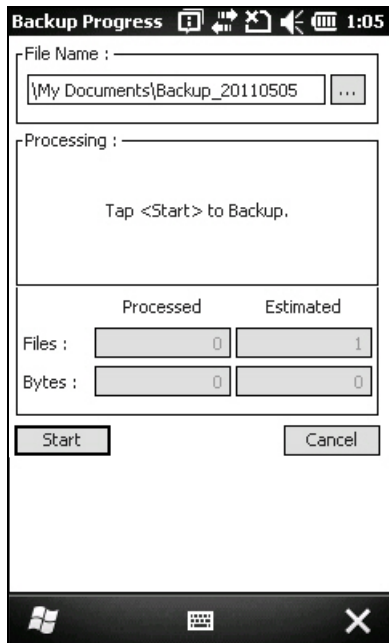 Backup Progress 1:05
File Name :
\My Documents\Backup_20110505 ...
Processing :
Tap <Start> to Backup.
Processed Estimated
Files : 0 1
Bytes : 0 0
Start Cancel